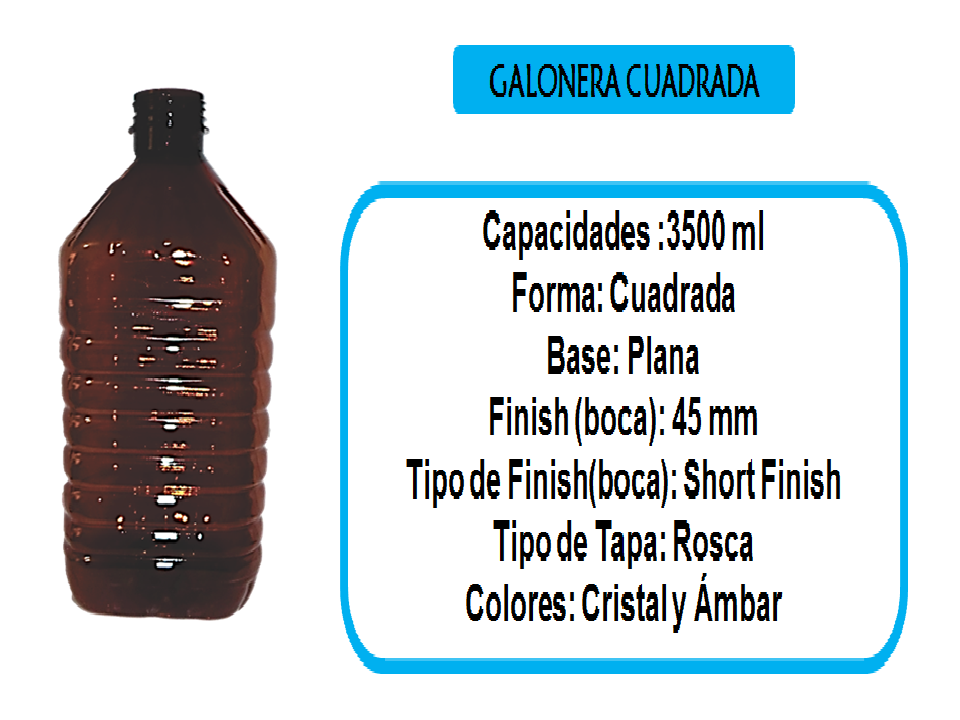 GALONERA CUADRADA
Capacidades :3500 ml
Forma: Cuadrada
Base: Plana
Finish (boca): 45 mm
Tipo de Finish(boca): Short Finish
Tipo de Tapa: Rosca
Colores: Cristal y Ámbar